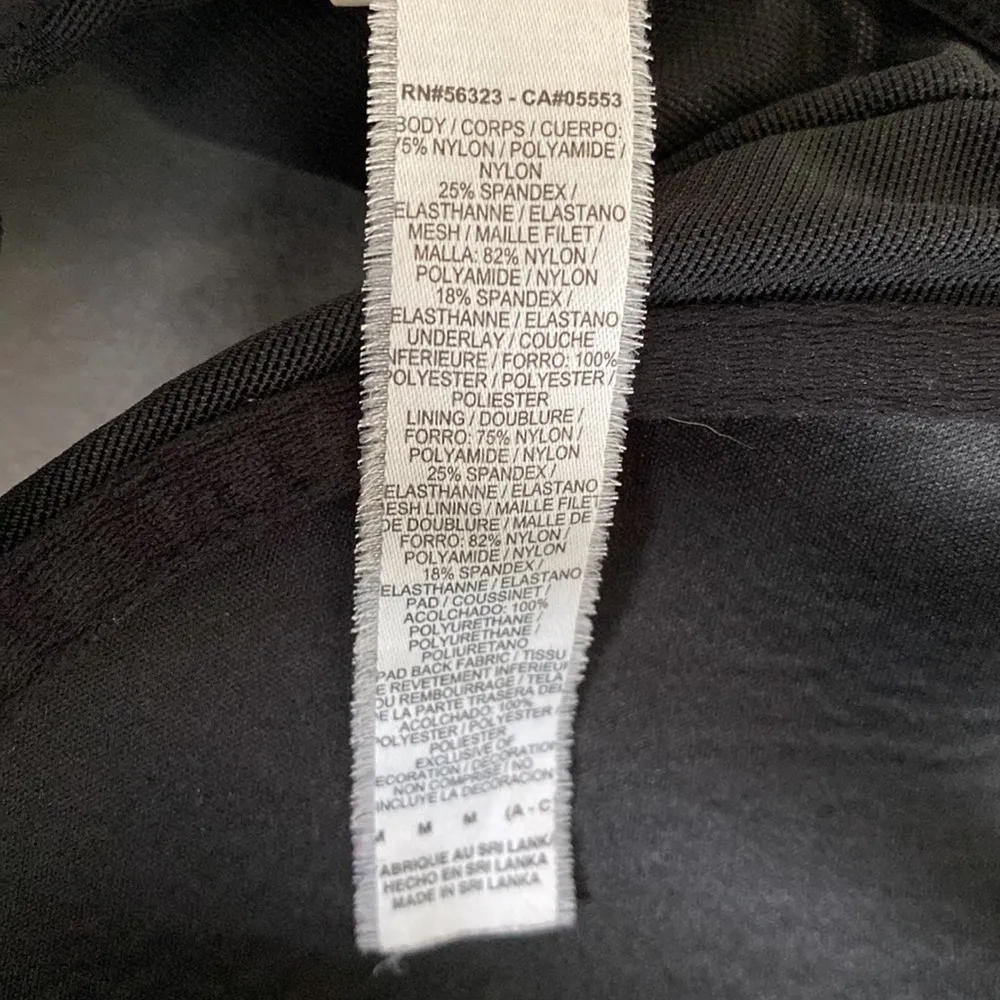 RN#56323 - CA#05553
BODY / CORPS / CUERPO:
75% NYLON / POLYAMIDE /
NYLON
25% SPANDEX /
ELASTHANNE / ELASTANO
MESH / MAILLE FILET /
MALLA: 82% NYLON /
POLYAMIDE / NYLON
18% SPANDEX /
ELASTHANNE / ELASTANO
UNDERLAY / COUCHE
INFERIEURE / FORRO: 100%
POLYESTER / POLYESTER /
POLIESTER
LINING / DOUBLURE /
FORRO: 75% NYLON /
POLYAMIDE / NYLON
25% SPANDEX /
ELASTHANNE / ELASTANO
MESH LINING / MAILLE FILET
DE DOUBLURE / MALLE DE
FORRO: 82% NYLON /
POLYAMIDE / NYLON
18% SPANDEX /
ELASTHANNE / ELASTANO
PAD / COUSSINET /
ACOLCHADO: 100%
POLYURETHANE /
POLYURETHANE /
POLIURETANO
PAD BACK FABRIC / TISSU
DE REVETEMENT INFERIEUR
DU REMBOURRAGE / TELA
DE LA PARTE TRASERA DEL
ACOLCHADO: 100%
POLYESTER / POLYESTER /
POLIESTER
EXCLUSIVE OF
DECORATION / DECORATION
NON COMPRISE / NO
INCLUYE LA DECORACION
M M M (A - C)
FABRIQUE AU SRI LANKA
HECHO EN SRI LANKA
MADE IN SRI LANKA